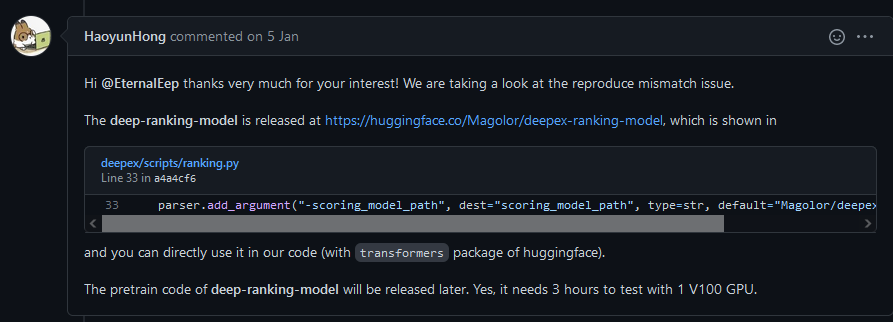 HaoyunHong commented on 5 Jan
Hi @EternalEep thanks very much for your interest! We are taking a look at the reproduce mismatch issue.
The deep-ranking-model is released at https://huggingface.co/Magolor/deepex-ranking-model, which is shown in
deepex/scripts/ranking.py
Line 33 in a4a4cf6
33 parser.add_argument("-scoring_model_path", dest="scoring_model_path", type=str, default="Magolor/deepex
and you can directly use it in our code (with transformers package of huggingface).
The pretrain code of deep-ranking-model will be released later. Yes, it needs 3 hours to test with 1 V100 GPU.